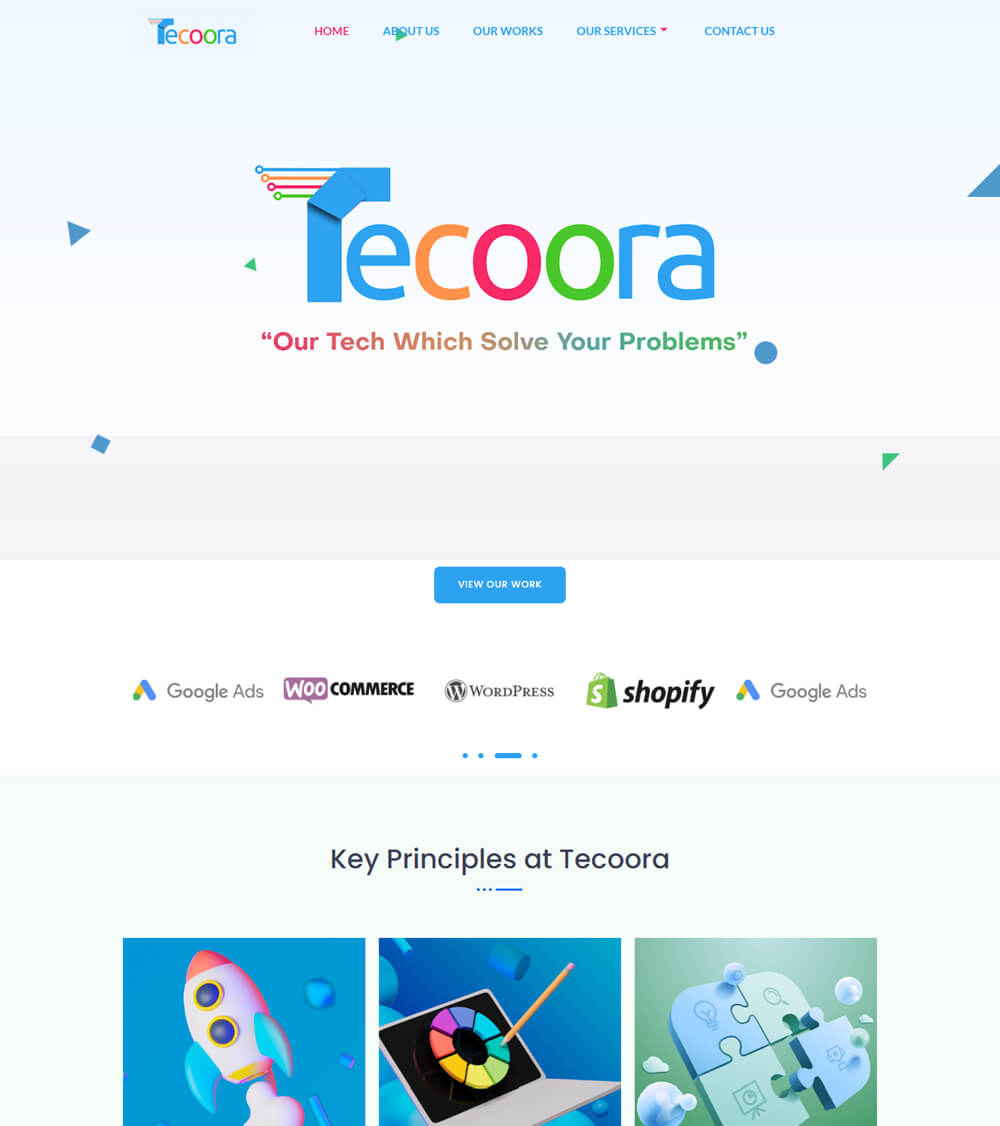 Tecoora
HOME ABOUT US OUR WORKS OUR SERVICES CONTACT US
Tecoora
“Our Tech Which Solve Your Problems”
VIEW OUR WORK
Google Ads WOO COMMERCE WORDPRESS shopify Google Ads
Key Principles at Tecoora